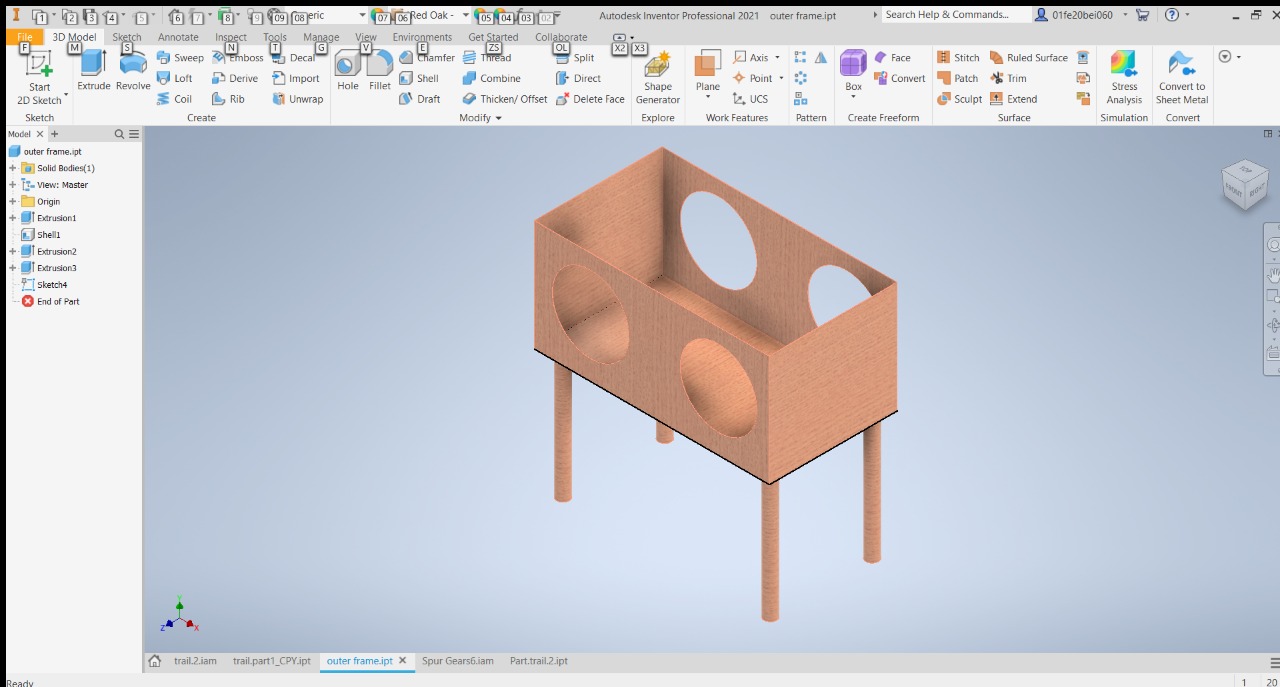 1 2 3 4 5 6 7 8 9 09 08 eric 07 06 Red Oak - 05 04 03 02 Autodesk Inventor Professional 2021 outer frame.ipt Search Help & Commands... 01fe20bei060
File 3D Model Sketch Annotate Inspect Tools Manage View Environments Get Started Collaborate
F M S N T G V E ZS OL X2 X3
Start 2D Sketch
Extrude Revolve Sweep Emboss Decal Hole Fillet Chamfer Thread Split Shape Generator Plane Axis Box Face Stitch Ruled Surface Stress Analysis Convert to Sheet Metal
Loft Derive Import Shell Combine Direct Point Convert Patch Trim
Coil Rib Unwrap Draft Thicken/ Offset Delete Face UCS Sculpt Extend
Sketch Create Modify Explore Work Features Pattern Create Freeform Surface Simulation Convert
Model
outer frame.ipt
Solid Bodies(1)
View: Master
Origin
Extrusion1
Shell1
Extrusion2
Extrusion3
Sketch4
End of Part
TOP
FRONT RIGHT
Y
Z X
trail.2.iam trail.part1_CPY.ipt outer frame.ipt Spur Gears6.iam Part.trail.2.ipt
Ready 1 20